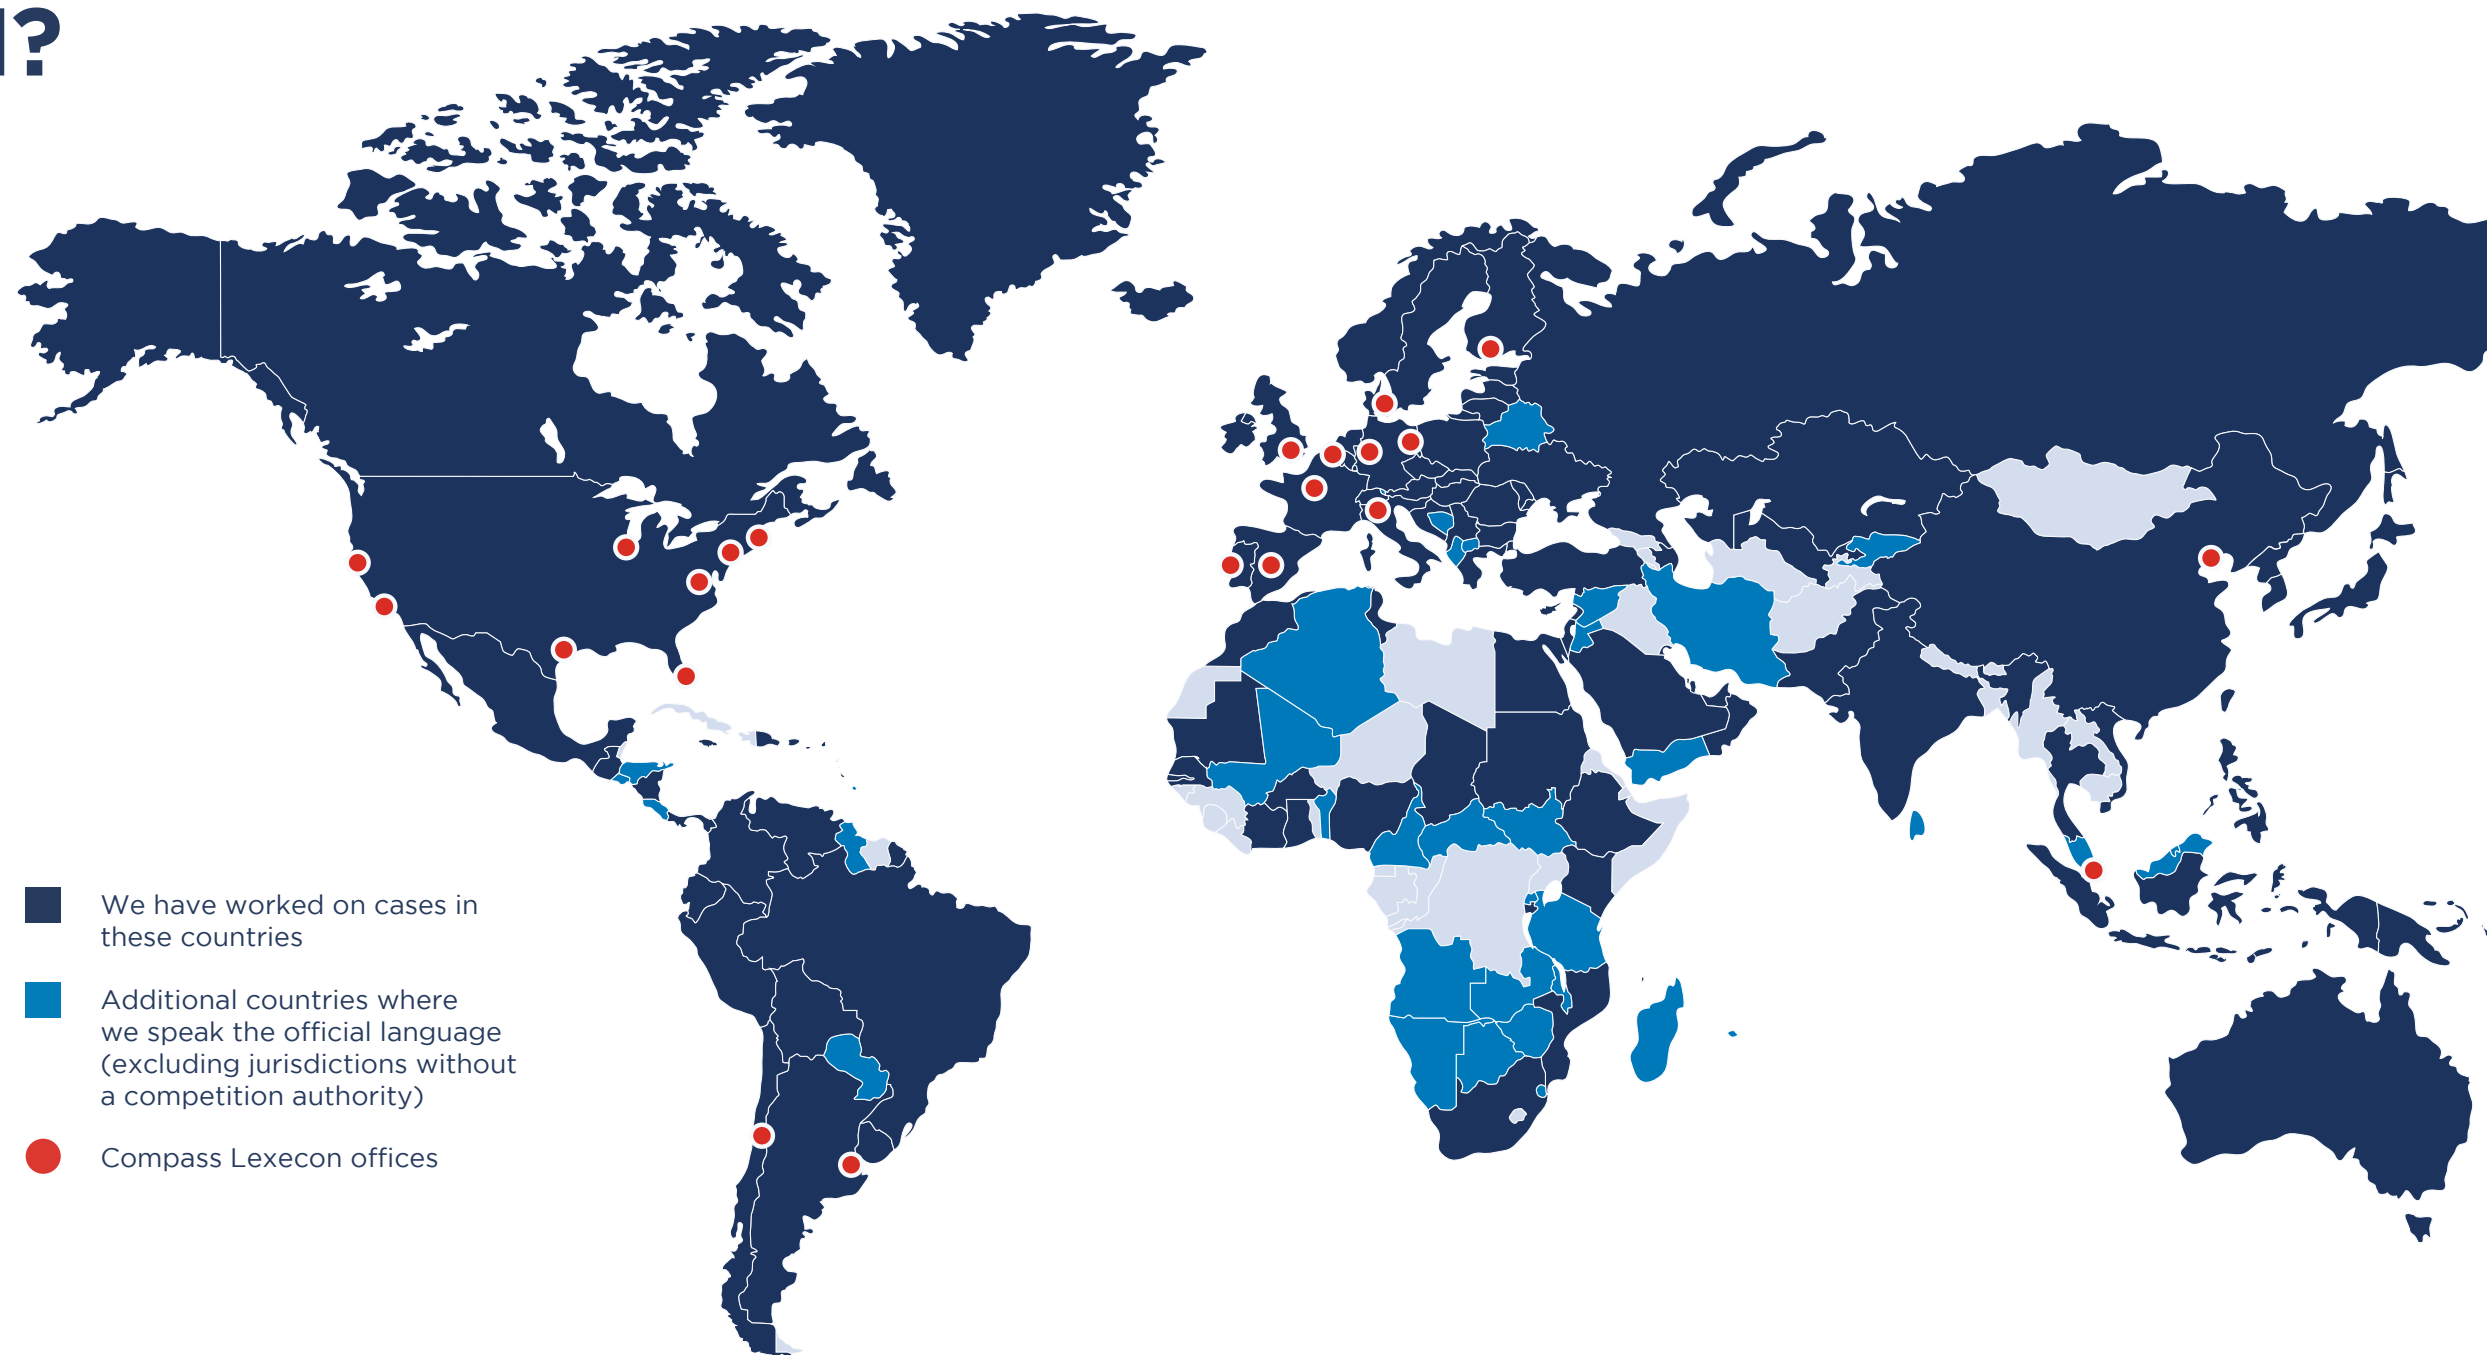 ?
We have worked on cases in
these countries
Additional countries where
we speak the official language
(excluding jurisdictions without
a competition authority)
Compass Lexecon offices